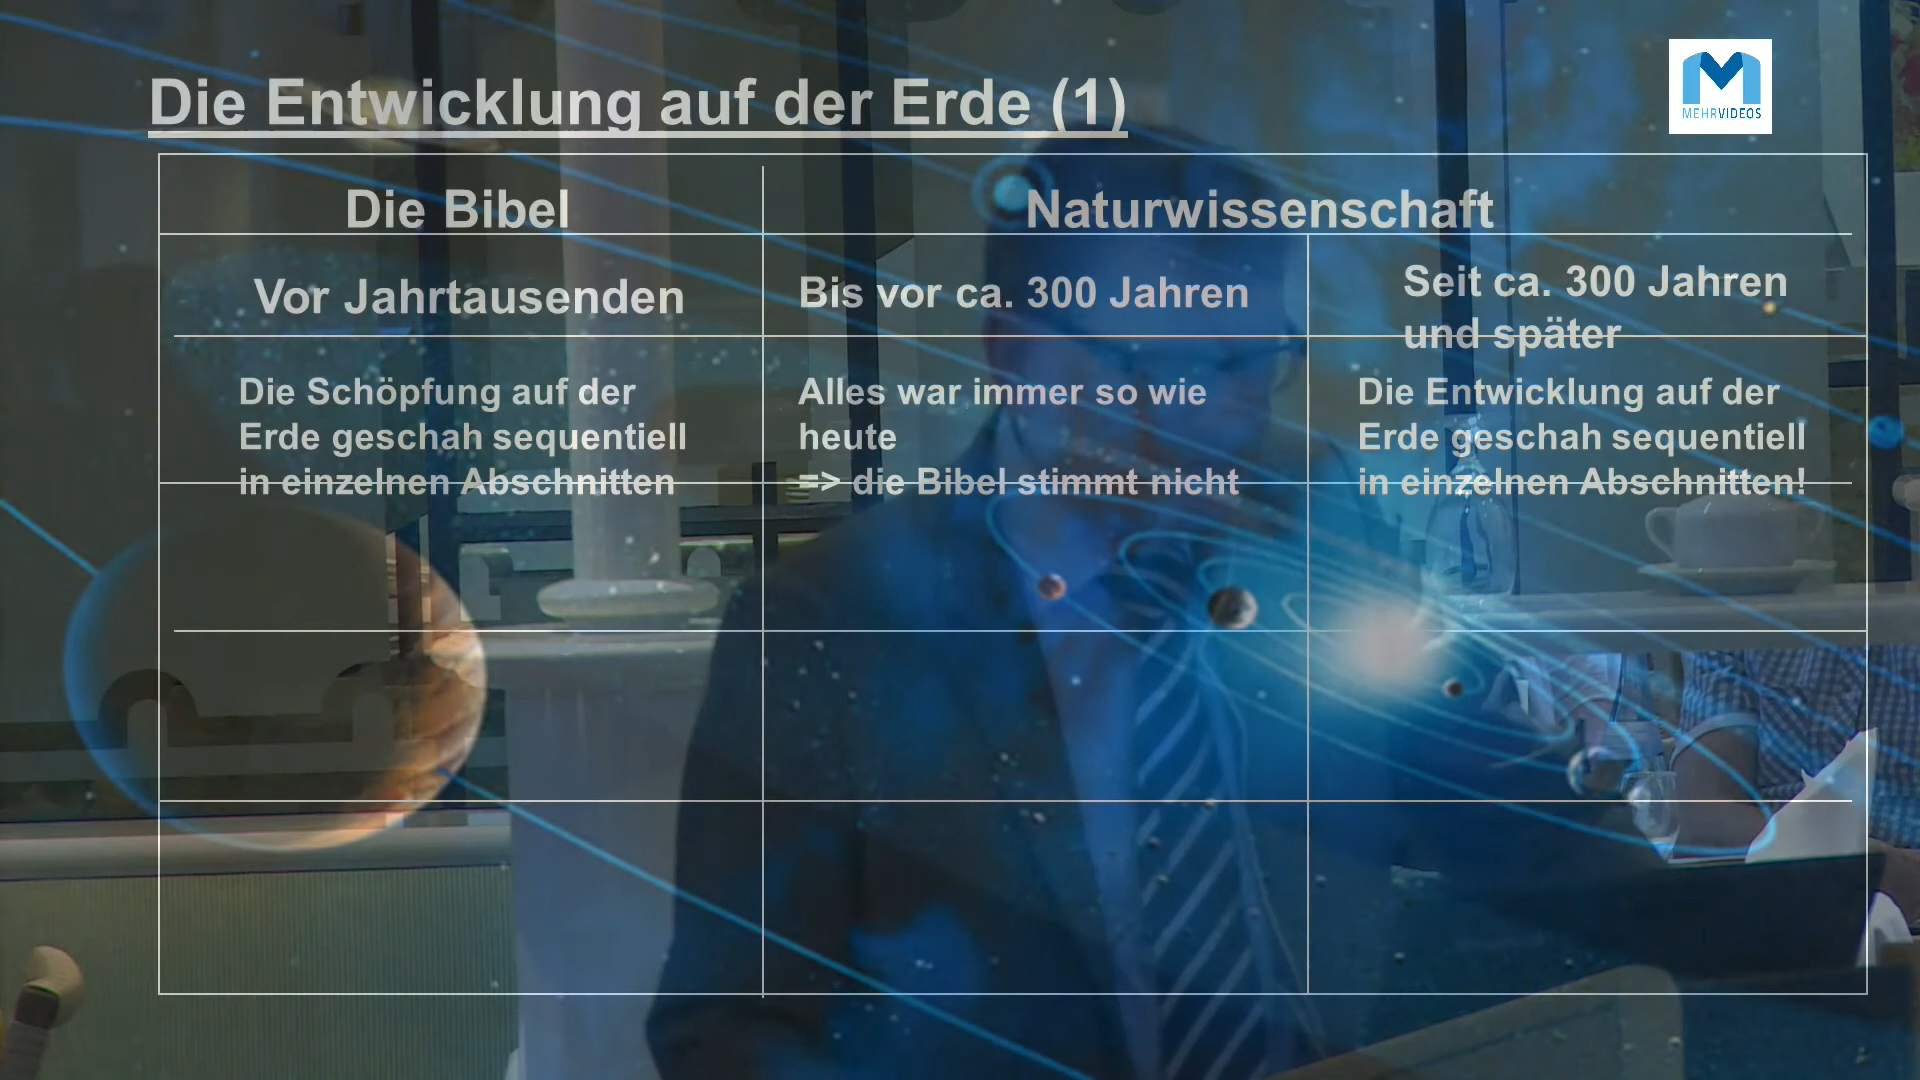 Die Entwicklung auf der Erde (1)
MEHRVIDEOS
Die Bibel
Naturwissenschaft
Vor Jahrtausenden
Bis vor ca. 300 Jahren
Seit ca. 300 Jahren
und später
Die Schöpfung auf der
Erde geschah sequentiell
in einzelnen Abschnitten
Alles war immer so wie
heute
=> die Bibel stimmt nicht
Die Entwicklung auf der
Erde geschah sequentiell
in einzelnen Abschnitten!